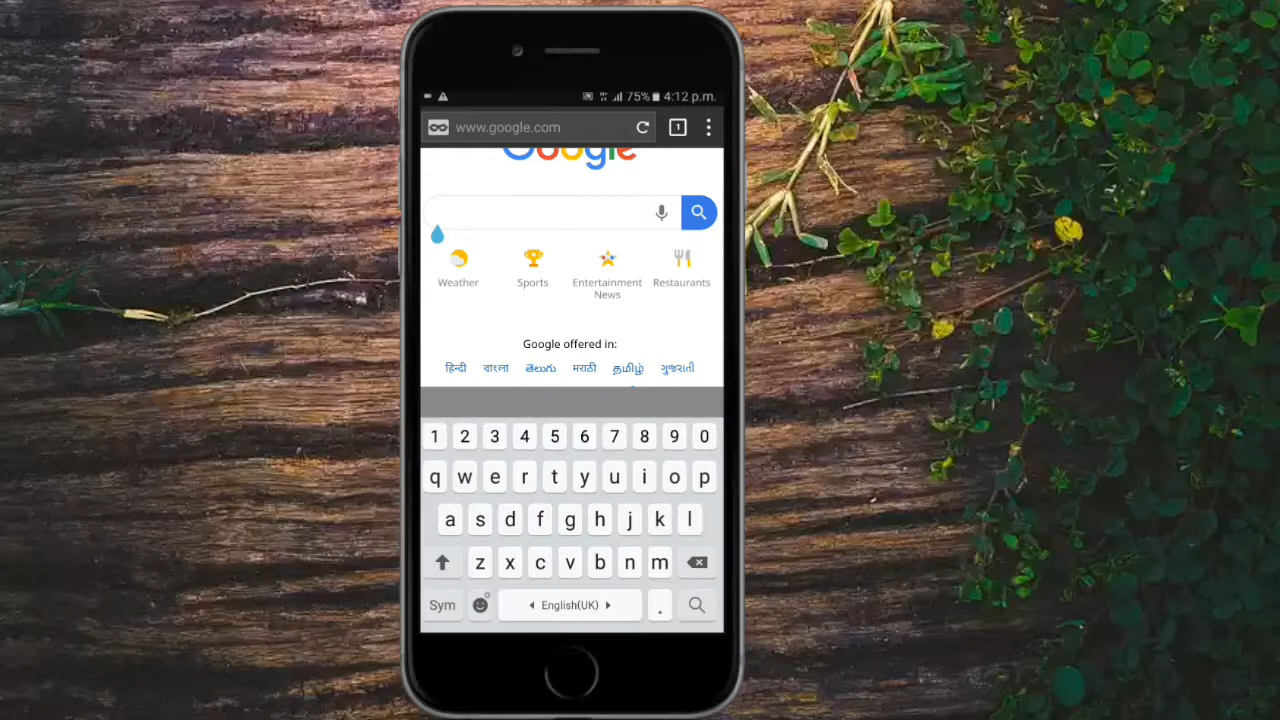 75% 4:12 p.m.
www.google.com 1
Google
Weather Sports Entertainment News Restaurants
Google offered in:
हिन्दी বাংলা తెలుగు मराठी தமிழ் ગુજરાતી
1 2 3 4 5 6 7 8 9 0
q w e r t y u i o p
a s d f g h j k l
z x c v b n m
Sym English(UK) .